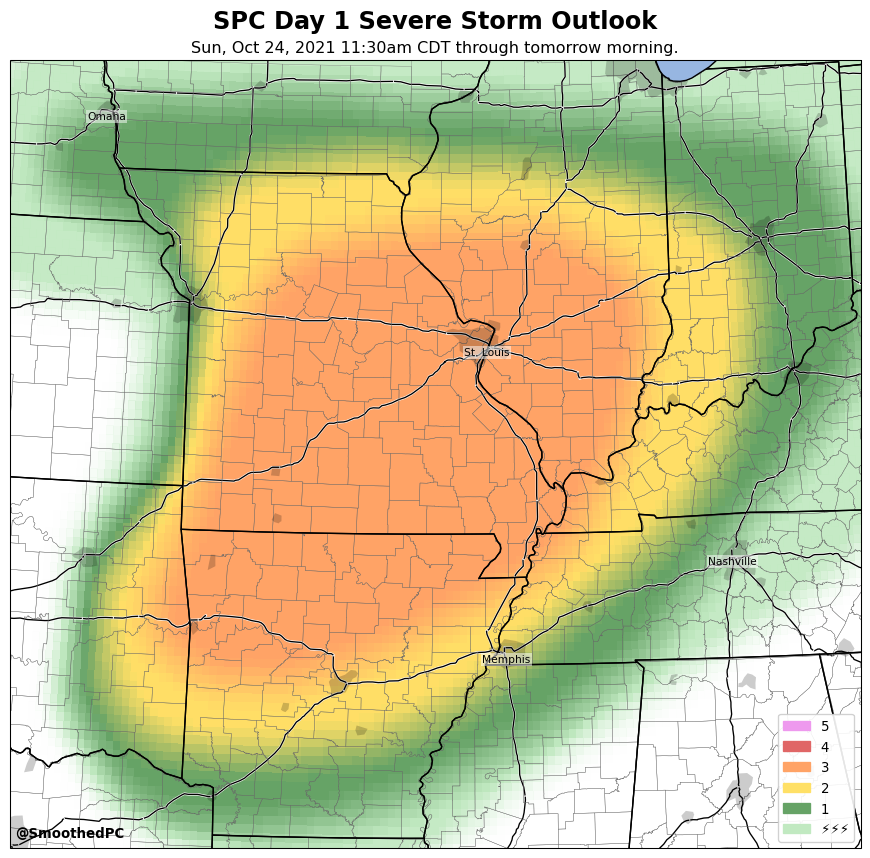 SPC Day 1 Severe Storm Outlook
Sun, Oct 24, 2021 11:30am CDT through tomorrow morning.
Omaha
St. Louis
Nashville
Memphis
5
4
3
2
1
⚡⚡⚡
@SmoothedPC